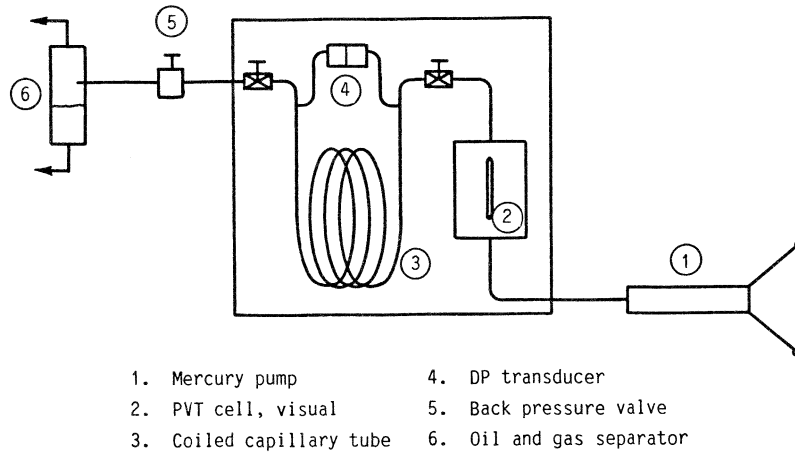 5
6
4
2
3
1
1. Mercury pump
2. PVT cell, visual
3. Coiled capillary tube
4. DP transducer
5. Back pressure valve
6. Oil and gas separator